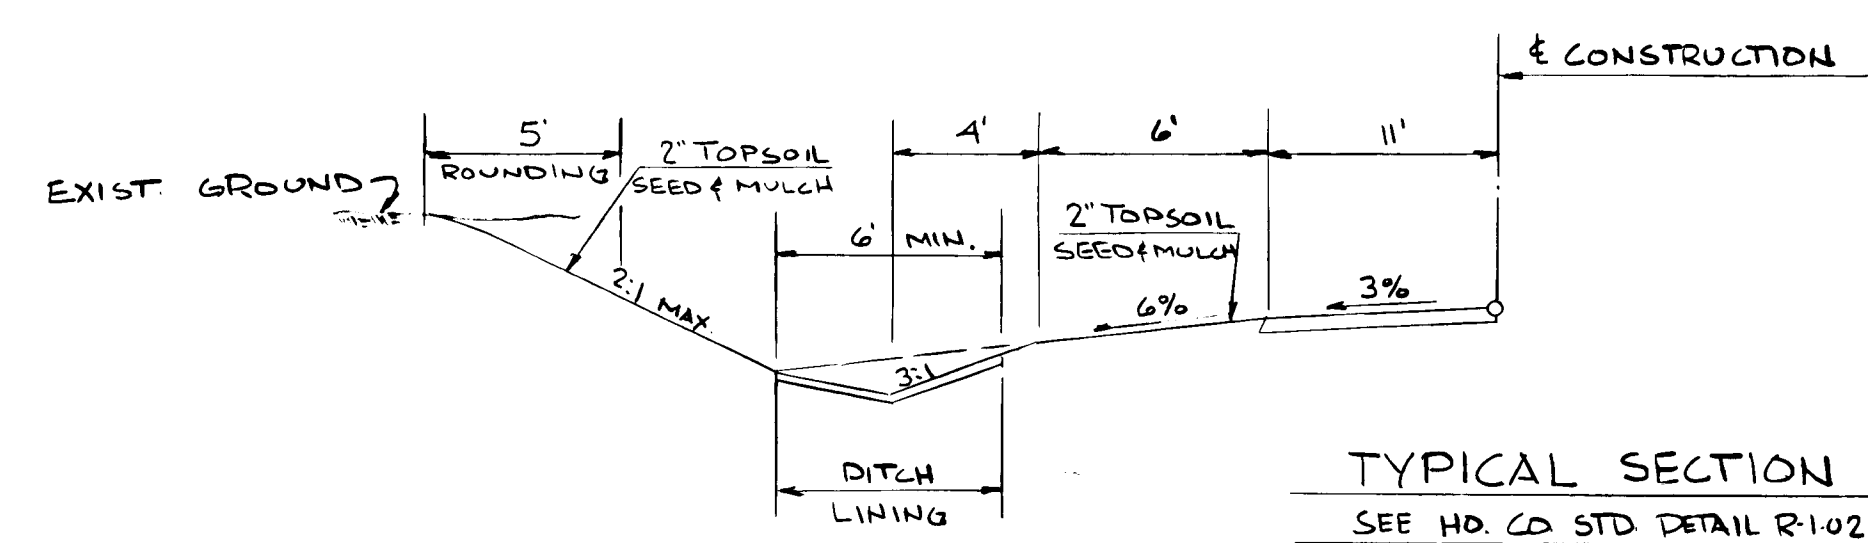 ℄ CONSTRUCTION
5'
ROUNDING
2" TOPSOIL
SEED & MULCH
4'
6'
11'
EXIST. GROUND
6' MIN.
2" TOPSOIL
SEED & MULCH
2:1 MAX.
6%
3%
3:1
DITCH
LINING
TYPICAL SECTION
SEE HO. CO. STD. DETAIL R-1.02